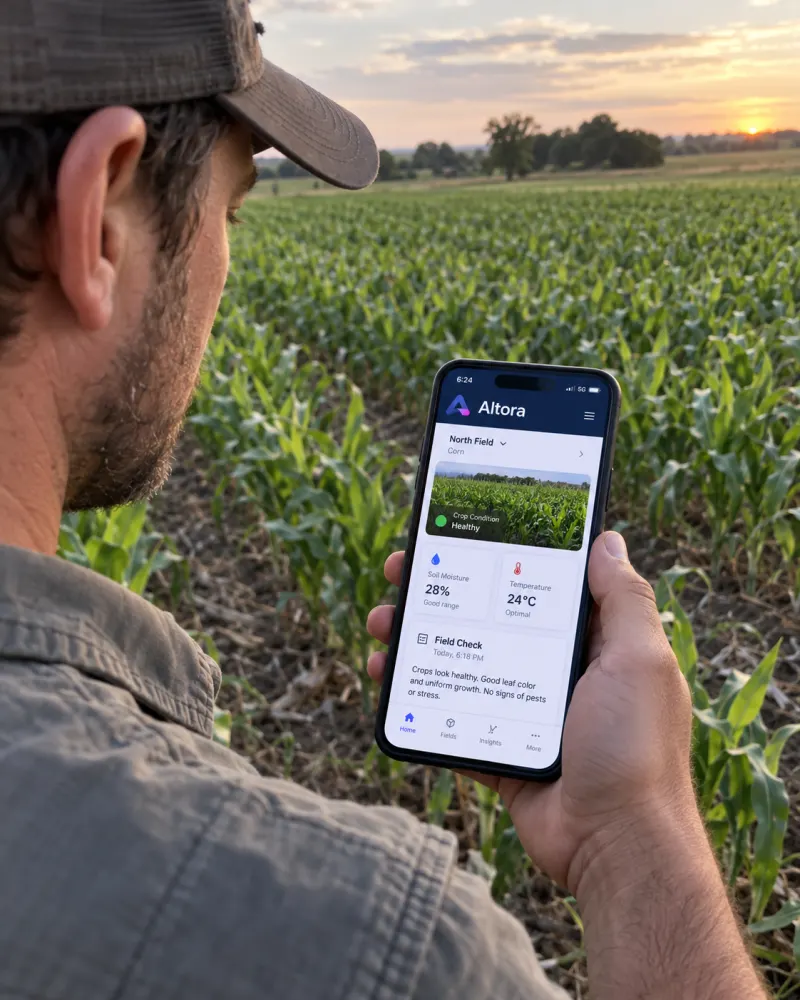 6:24
5G
Altora
North Field
Corn
Crop Condition
Healthy
Soil Moisture
28%
Good range
Temperature
24°C
Optimal
Field Check
Today, 6:18 PM
Crops look healthy. Good leaf color
and uniform growth. No signs of pests
or stress.
Home
Fields
Insights
More